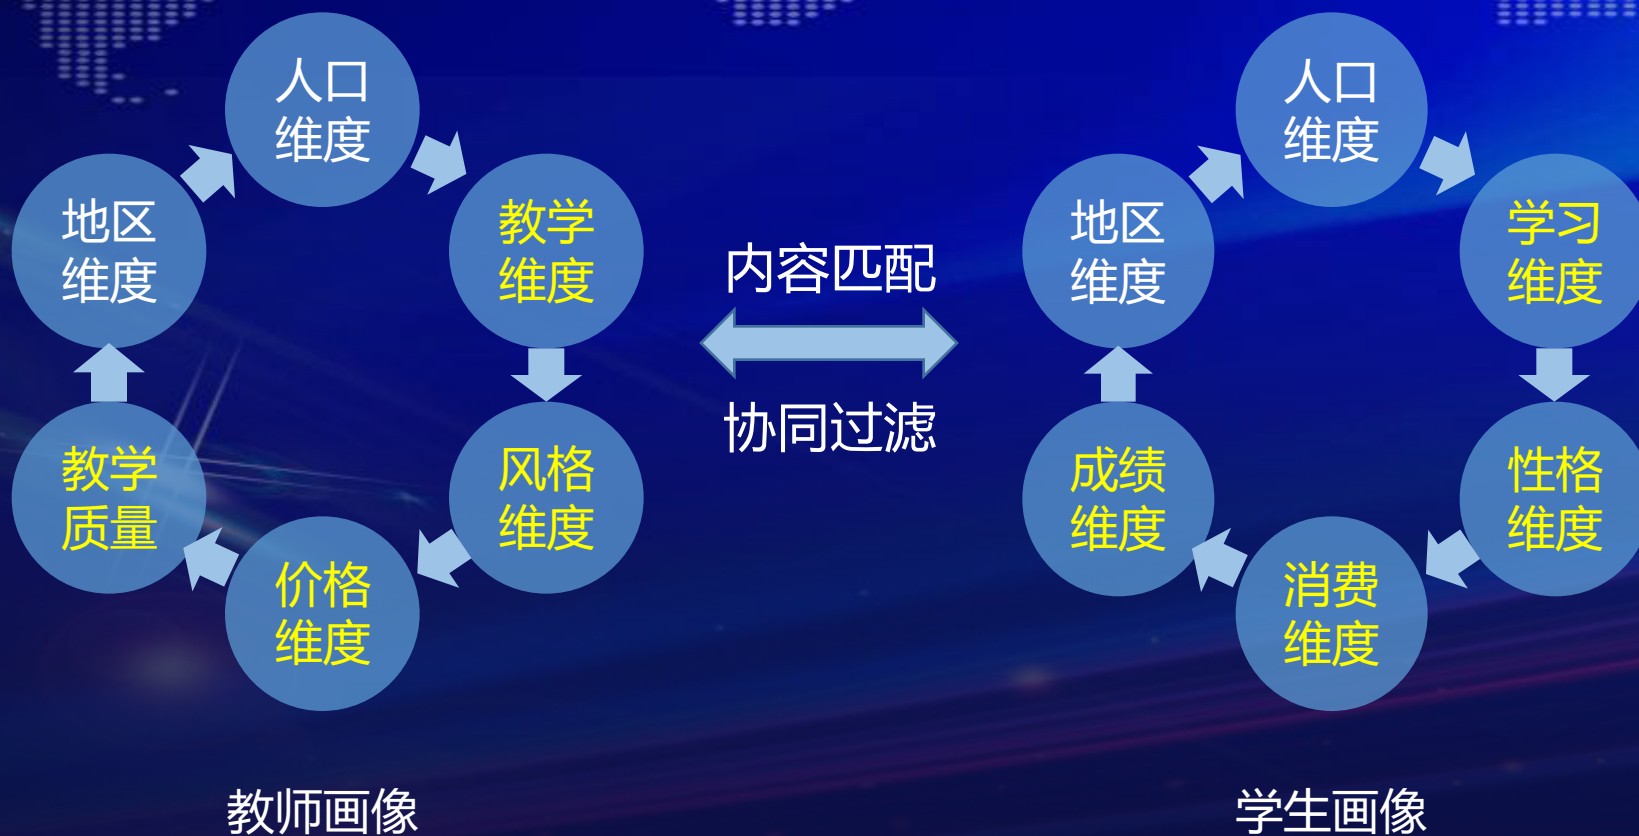 人口
维度
教学
维度
风格
维度
价格
维度
教学
质量
地区
维度
教师画像
内容匹配
协同过滤
人口
维度
学习
维度
性格
维度
消费
维度
成绩
维度
地区
维度
学生画像